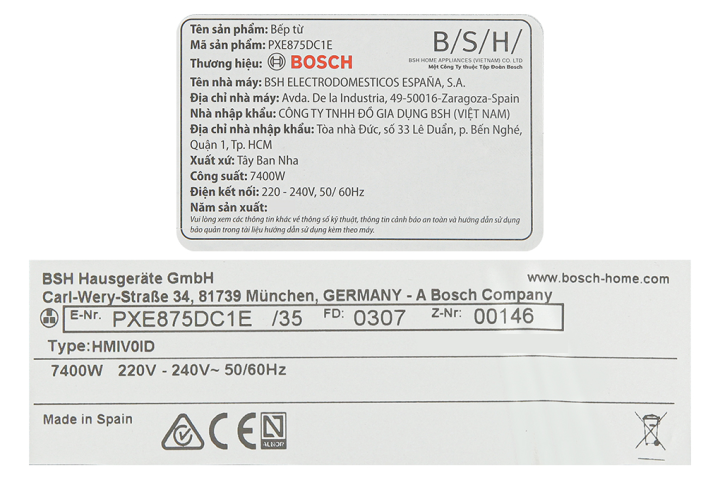 Tên sản phẩm: Bếp từ
Mã sản phẩm: PXE875DC1E
Thương hiệu: BOSCH
B/S/H/
BSH HOME APPLIANCES (VIETNAM) CO. LTD
Một Công Ty thuộc Tập Đoàn Bosch
Tên nhà máy: BSH ELECTRODOMESTICOS ESPAÑA, S.A.
Địa chỉ nhà máy: Avda. De la Industria, 49-50016-Zaragoza-Spain
Nhà nhập khẩu: CÔNG TY TNHH ĐỒ GIA DỤNG BSH (VIỆT NAM)
Địa chỉ nhà nhập khẩu: Tòa nhà Đức, số 33 Lê Duẩn, p. Bến Nghé,
Quận 1, Tp. HCM
Xuất xứ: Tây Ban Nha
Công suất: 7400W
Điện kết nối: 220 - 240V, 50/ 60Hz
Năm sản xuất:
Vui lòng xem các thông tin khác về thông số kỹ thuật, thông tin cảnh báo an toàn và hướng dẫn sử dụng
bảo quản trong tài liệu hướng dẫn sử dụng kèm theo máy.
BSH Hausgeräte GmbH
www.bosch-home.com
Carl-Wery-Straße 34, 81739 München, GERMANY - A Bosch Company
E-Nr. PXE875DC1E /35 FD: 0307 Z-Nr: 00146
Type:HMIV0ID
7400W 220V - 240V~ 50/60Hz
Made in Spain
CE
N
AENOR